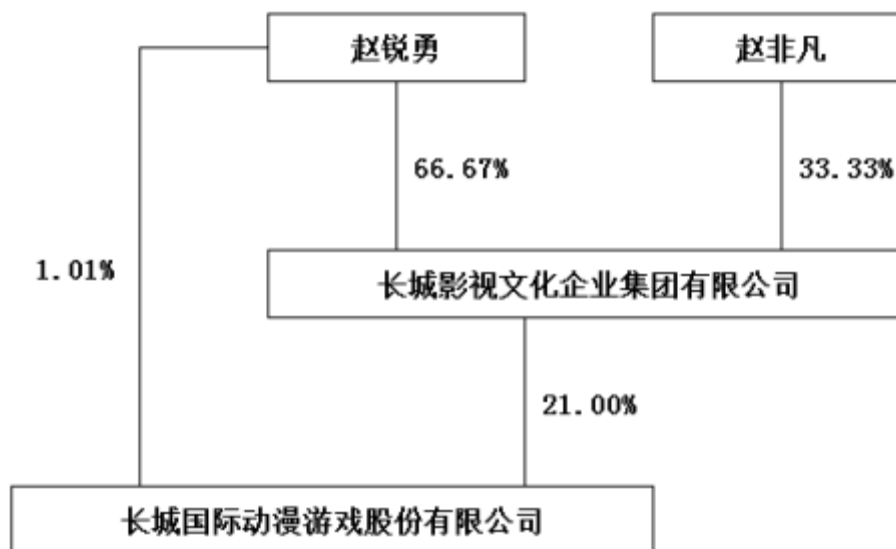 赵锐勇
赵非凡
66.67%
33.33%
1.01%
长城影视文化企业集团有限公司
21.00%
长城国际动漫游戏股份有限公司